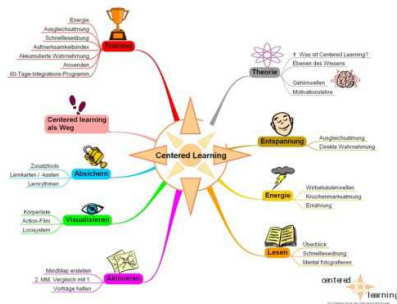 Energie
Ausgleichsatmung
Schnelllesedung
Aufmerksamkeitsbinder
Akkumulierte Wahrnehmung
Anwenden
60-Tage-Integrations-Programm
Training
Centered learning
als Weg
Zusatztools
Lernkarten / -kasten
Lernrythmen
Absichern
Körperliste
Action-Film
Locisystem
Visualisieren
MindMap erstellen
2. MM, Vergleich mit 1.
Vorträge halten
Aktivieren
Centered Learning
Theorie
Was ist Centered Learning?
Ebenen des Wissens
Gehirnwellen
Motivationslehre
Entspannung
Ausgleichsatmung
Direkte Wahrnehmung
Energie
Wirbelsäulenwellen
Knochenmarksatmung
Ernährung
Lesen
Überblick
Schnelllesedung
Mental fotografieren
centered
learning